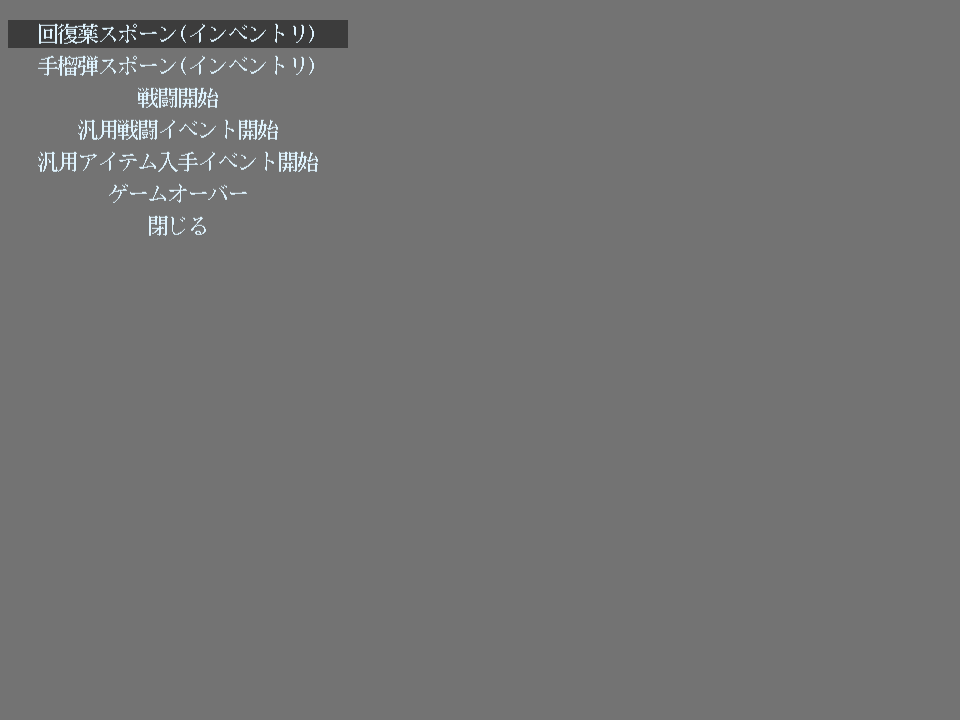 回復薬スポーン(インベントリ)
手榴弾スポーン(インベントリ)
戦闘開始
汎用戦闘イベント開始
汎用アイテム入手イベント開始
ゲームオーバー
閉じる